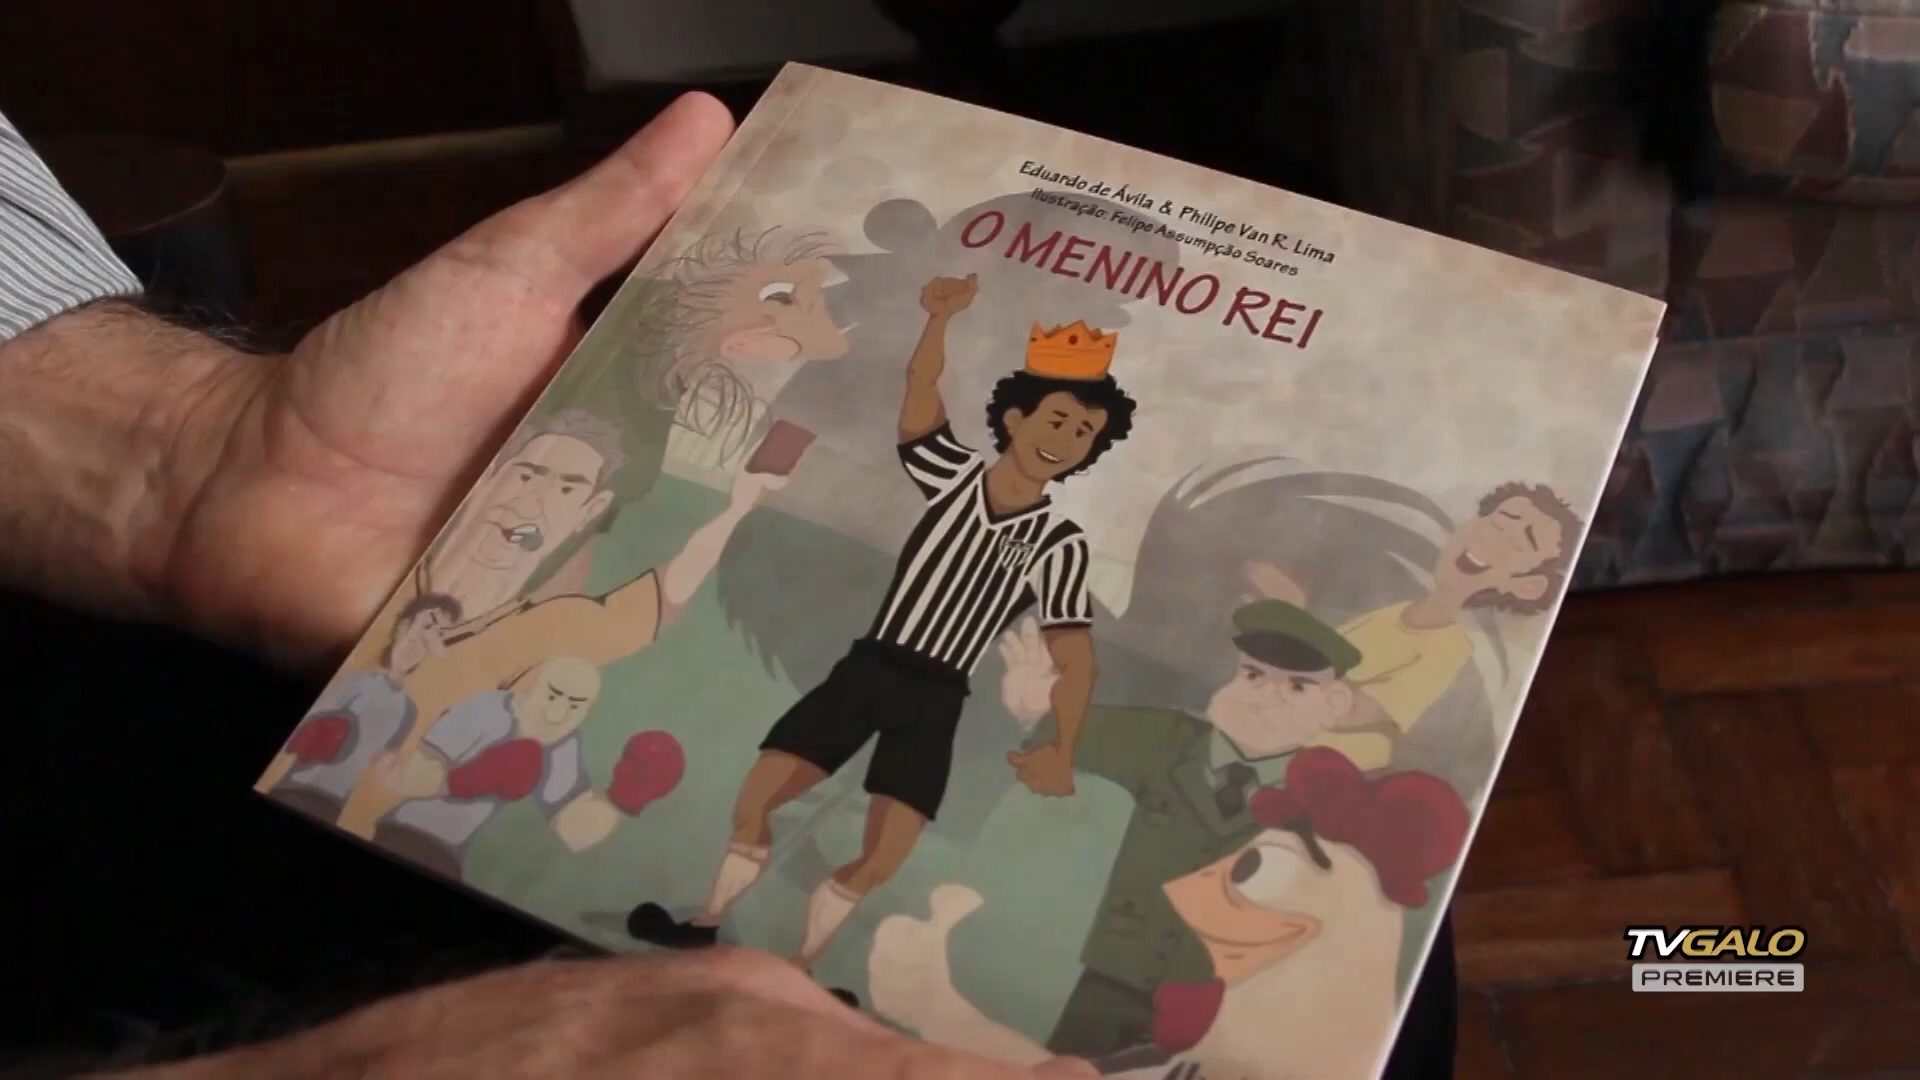 Eduardo de Ávila & Philipe Van R. Lima
Ilustração: Felipe Assumpção Soares
O MENINO REI
TVGALO
PREMIERE